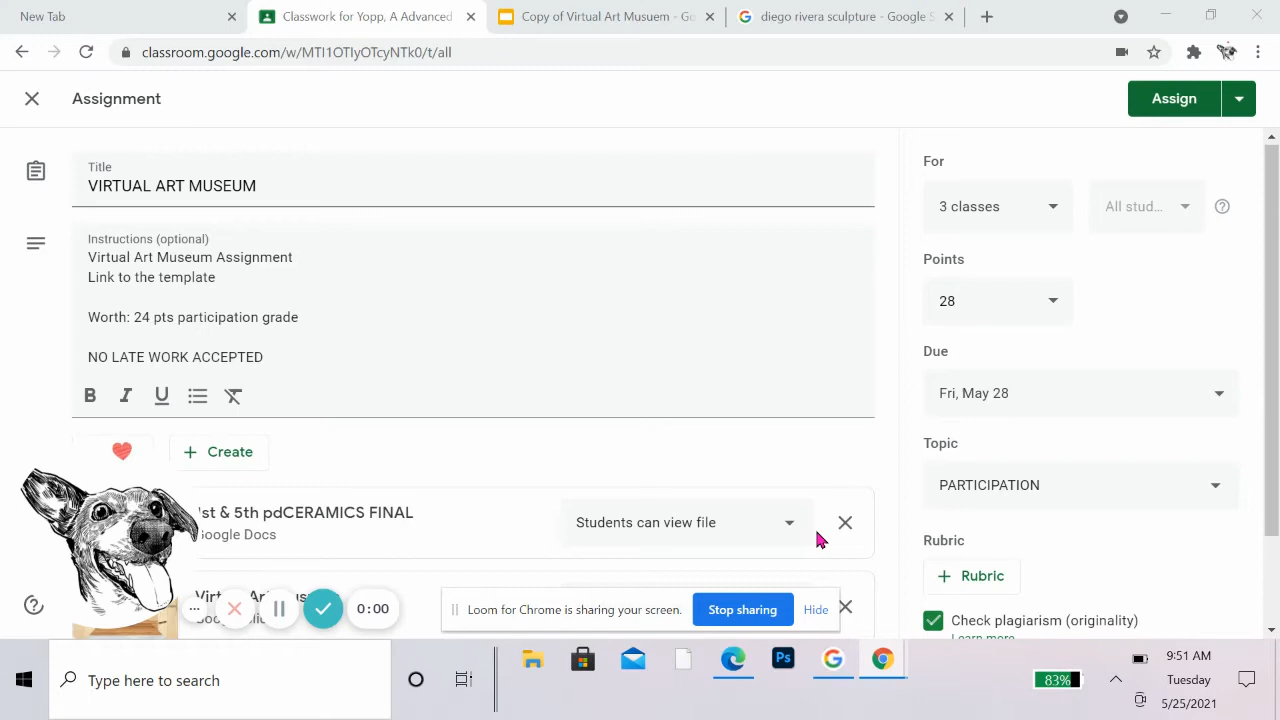 New Tab
Classwork for Yopp, A Advanced
Copy of Virtual Art Musuem - Go
diego rivera sculpture - Google S
classroom.google.com/w/MTI1OTIyOTcyNTk0/t/all
Assignment
Assign
Title
VIRTUAL ART MUSEUM
Instructions (optional)
Virtual Art Museum Assignment
Link to the template
Worth: 24 pts participation grade
NO LATE WORK ACCEPTED
B I U
Create
1st & 5th pdCERAMICS FINAL
Google Docs
Students can view file
For
3 classes
All stud...
Points
28
Due
Fri, May 28
Topic
PARTICIPATION
Rubric
Rubric
Check plagiarism (originality)
Learn more
0:00
Loom for Chrome is sharing your screen.
Stop sharing
Hide
Type here to search
Ps
83%
9:51 AM
Tuesday
5/25/2021